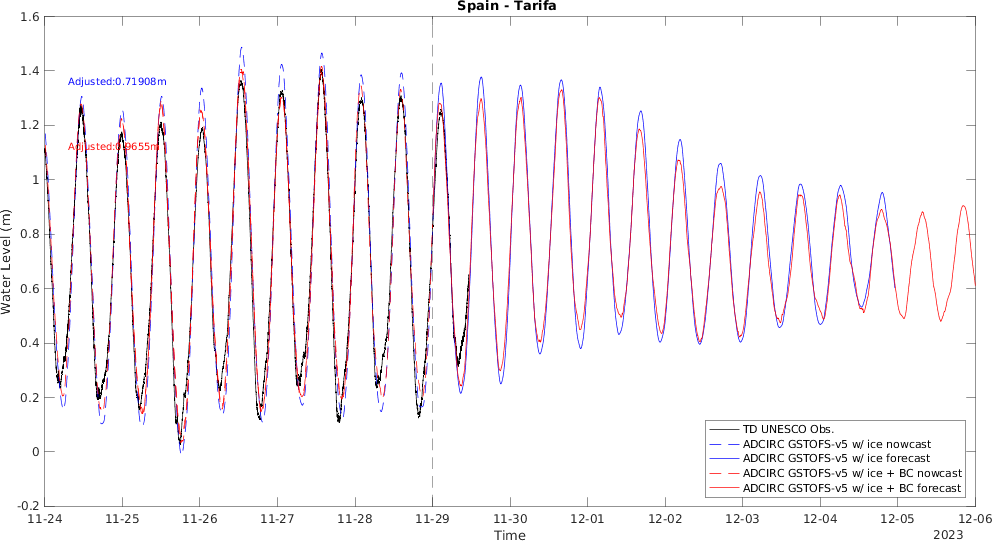 Spain - Tarifa
1.6
1.4
1.2
1
0.8
0.6
0.4
0.2
0
-0.2
Water Level (m)
Adjusted:0.71908m
Adjusted:0.9655m
TD UNESCO Obs.
ADCIRC GSTOFS-v5 w/ ice nowcast
ADCIRC GSTOFS-v5 w/ ice forecast
ADCIRC GSTOFS-v5 w/ ice + BC nowcast
ADCIRC GSTOFS-v5 w/ ice + BC forecast
11-24 11-25 11-26 11-27 11-28 11-29 11-30 12-01 12-02 12-03 12-04 12-05 12-06
Time
2023